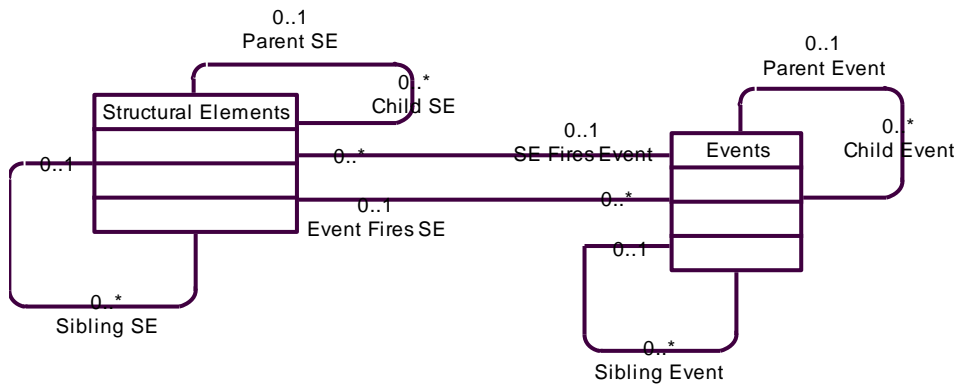 0..1
Parent SE
0..*
Child SE
Structural Elements
0..1
0..*
Sibling SE
0..*
0..1
SE Fires Event
0..1
Event Fires SE
0..*
0..1
Parent Event
0..*
Child Event
Events
0..1
0..*
Sibling Event